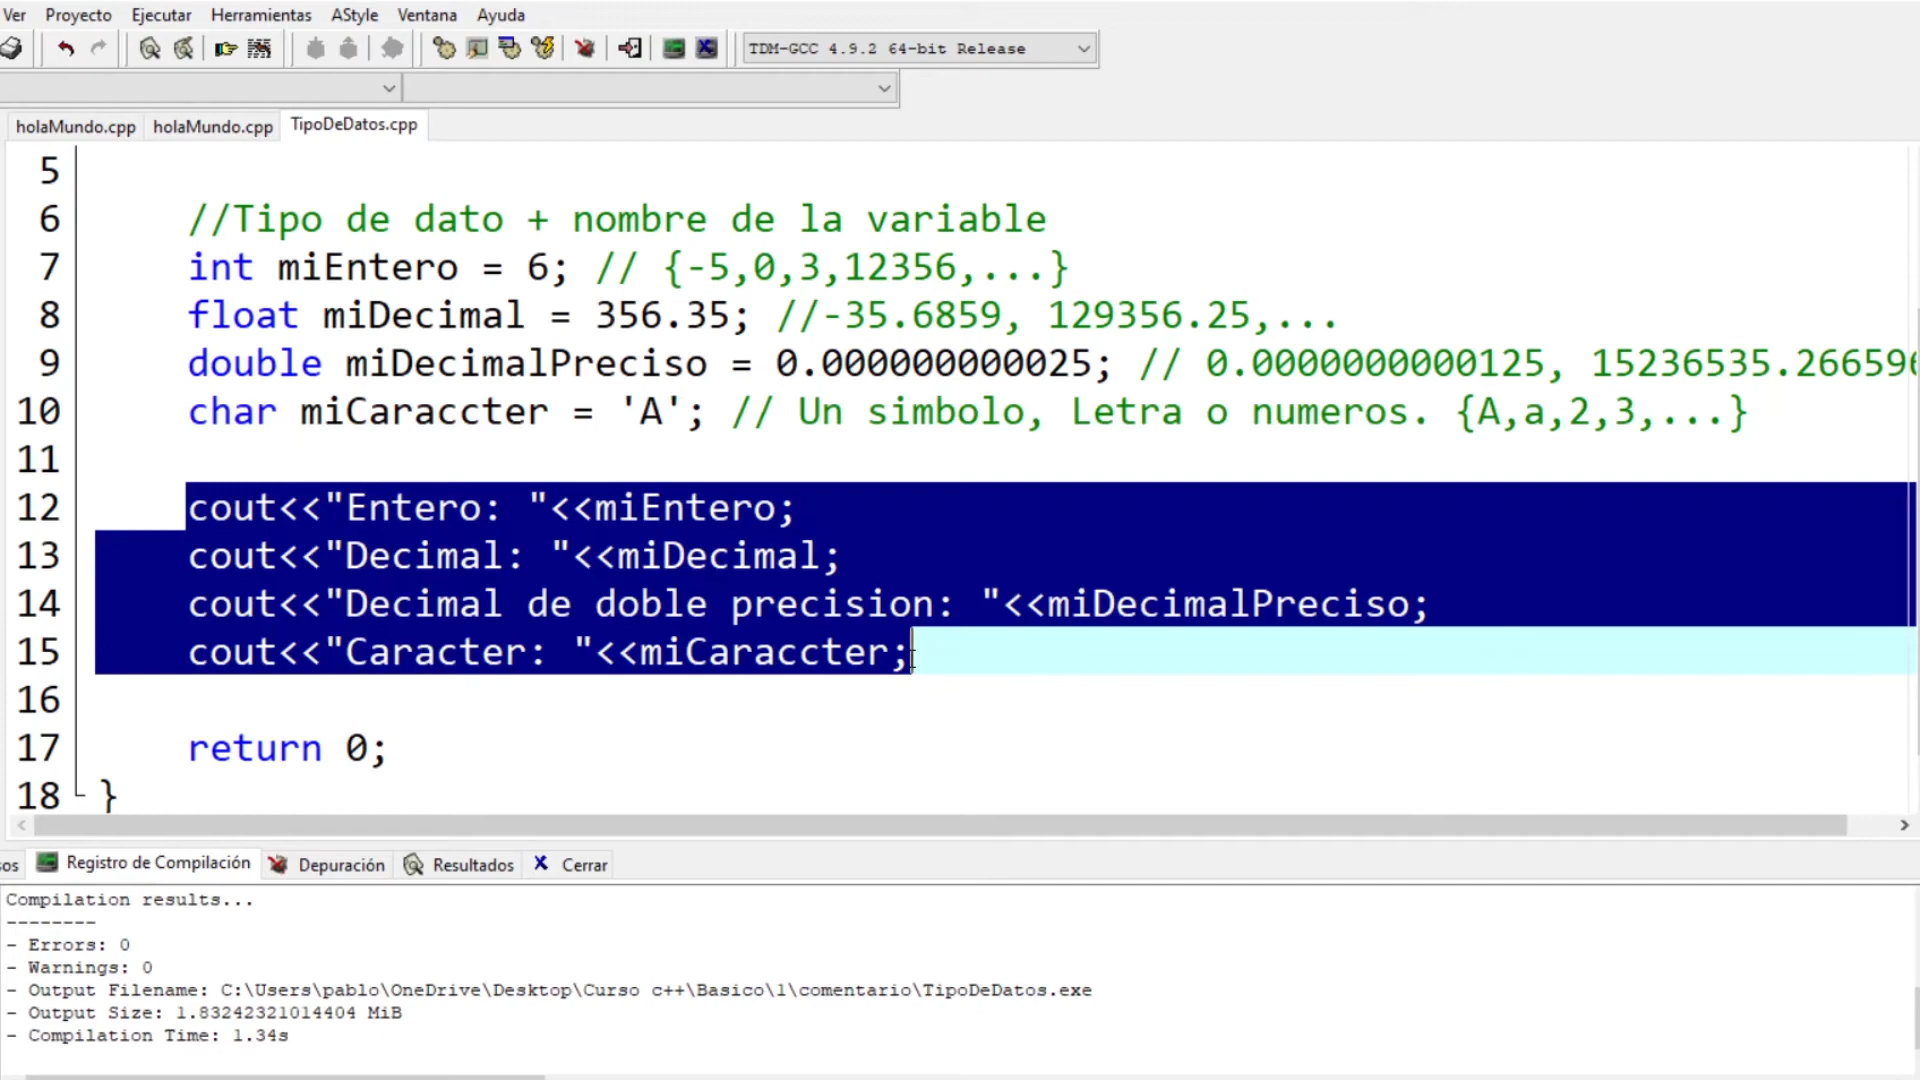 Ver Proyecto Ejecutar Herramientas AStyle Ventana Ayuda
TDM-GCC 4.9.2 64-bit Release
holaMundo.cpp holaMundo.cpp TipoDeDatos.cpp
5
6 //Tipo de dato + nombre de la variable
7 int miEntero = 6; // {-5,0,3,12356,...}
8 float miDecimal = 356.35; //-35.6859, 129356.25,...
9 double miDecimalPreciso = 0.000000000025; // 0.0000000000125, 15236535.266596
10 char miCaraccter = 'A'; // Un simbolo, Letra o numeros. {A,a,2,3,...}
11
12 cout<<"Entero: "<<miEntero;
13 cout<<"Decimal: "<<miDecimal;
14 cout<<"Decimal de doble precision: "<<miDecimalPreciso;
15 cout<<"Caracter: "<<miCaraccter;
16
17 return 0;
18 }
os Registro de Compilación Depuración Resultados Cerrar
Compilation results...
--------
- Errors: 0
- Warnings: 0
- Output Filename: C:\Users\pablo\OneDrive\Desktop\Curso c++\Basico\1\comentario\TipoDeDatos.exe
- Output Size: 1.83242321014404 MiB
- Compilation Time: 1.34s